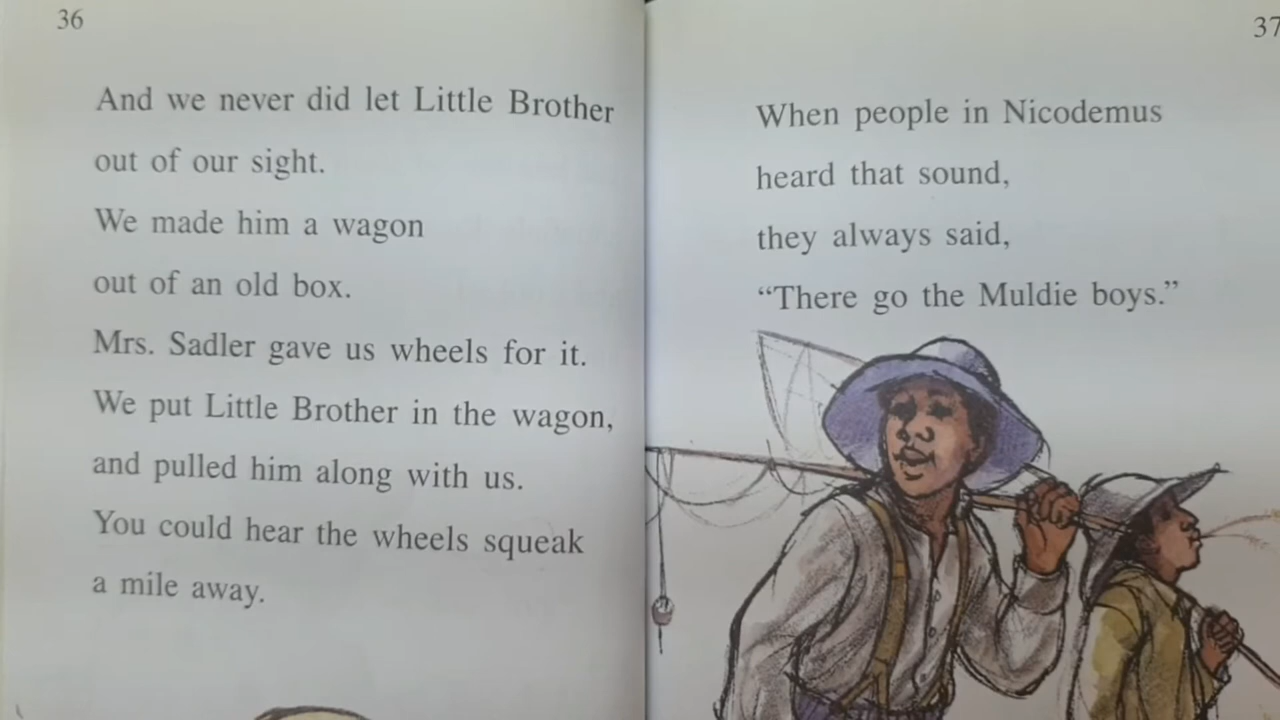 36
And we never did let Little Brother
out of our sight.
We made him a wagon
out of an old box.
Mrs. Sadler gave us wheels for it.
We put Little Brother in the wagon,
and pulled him along with us.
You could hear the wheels squeak
a mile away.
37
When people in Nicodemus
heard that sound,
they always said,
“There go the Muldie boys.”